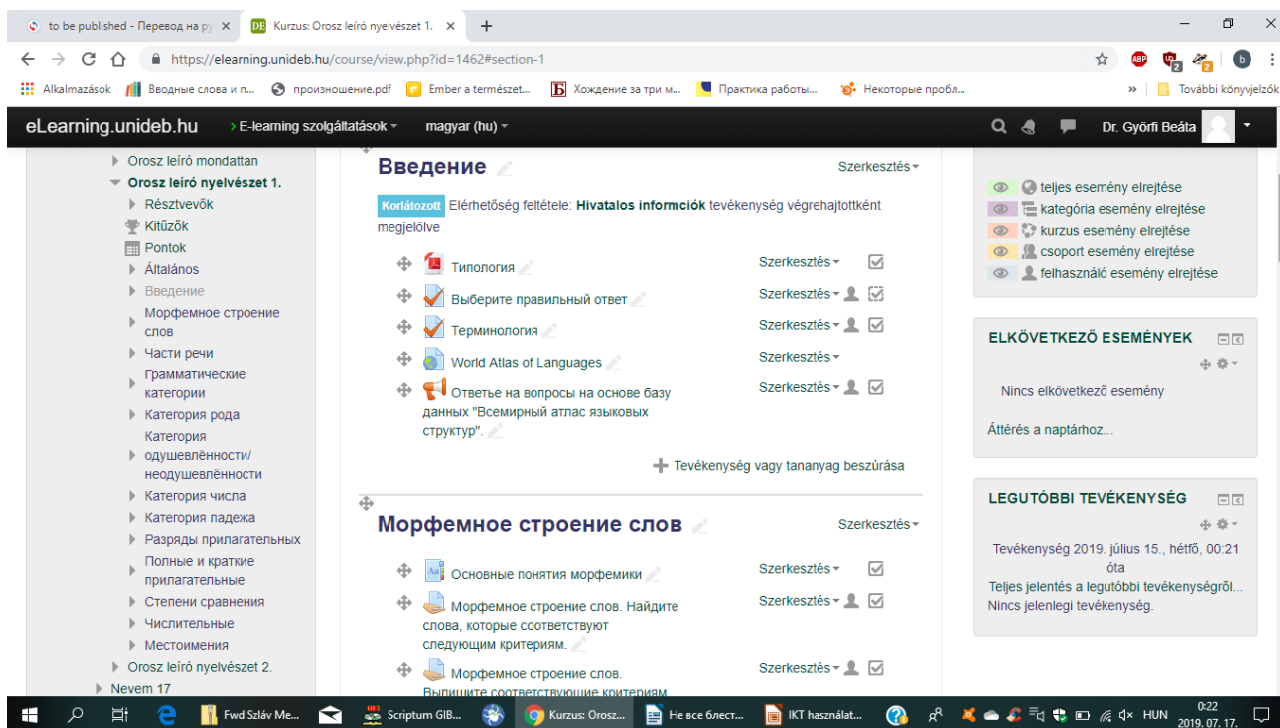 to be published - Перевод на ру
Kurzus: Orosz leíró nyevészet 1.
https://elearning.unideb.hu/course/view.php?id=1462#section-1
ABP
2
2
b
Alkalmazások
Вводные слова и п...
произношение.pdf
Ember a természet...
Хождение за три м...
Практика работы...
Некоторые пробл...
»
További könyvjelzők
eLearning.unideb.hu
E-learning szolgáltatások
magyar (hu)
Dr. Györfi Beáta
Orosz leíró mondattan
Orosz leíró nyelvészet 1.
Résztvevők
Kitűzők
Pontok
Általános
Введение
Морфемное строение
слов
Части речи
Грамматические
категории
Категория рода
Категория
одушевлённости/
неодушевлённости
Категория числа
Категория падежа
Разряды прилагательных
Полные и краткие
прилагательные
Степени сравнения
Числительные
Местоимения
Orosz leíró nyelvészet 2.
Nevem 17
Введение
Szerkesztés
Korlátozott Elérhetőség feltétele: Hivatalos informciók tevékenység végrehajtottként
megjelölve
Типология
Szerkesztés
Выберите правильный ответ
Szerkesztés
Терминология
Szerkesztés
World Atlas of Languages
Szerkesztés
Ответье на вопросы на основе базу
данных "Всемирный атлас языковых
структур".
Szerkesztés
Tevékenység vagy tananyag beszúrása
Морфемное строение слов
Szerkesztés
Основные понятия морфемики
Szerkesztés
Морфемное строение слов. Найдите
слова, которые ссответствуют
следующим критериям.
Szerkesztés
Морфемное строение слов.
Выпишите соответствующие критериям
Szerkesztés
teljes esemény elrejtése
kategória esemény elrejtése
kurzus esemény elrejtése
csoport esemény elrejtése
felhasználó esemény elrejtése
ELKÖVETKEZŐ ESEMÉNYEK
Nincs elkövetkező esemény
Áttérés a naptárhoz...
LEGUTÓBBI TEVÉKENYSÉG
Tevékenység 2019. július 15., hétfő, 00:21
óta
Teljes jelentés a legutóbbi tevékenységről...
Nincs jelenlegi tevékenység.
Fwd Szláv Me...
Scriptum GIB...
Kurzus: Orosz...
Не все блест...
IKT használat...
HUN
0:22
2019. 07. 17.